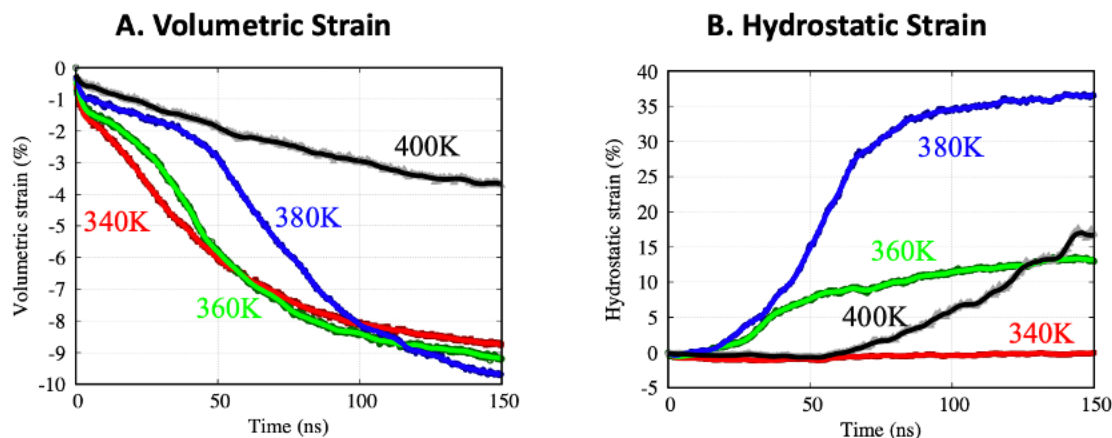 A. Volumetric Strain
0
-1
-2
-3
-4
-5
-6
-7
-8
-9
-10
Volumetric strain (%)
400K
340K
380K
360K
0
50
100
150
Time (ns)
B. Hydrostatic Strain
40
35
30
25
20
15
10
5
0
-5
Hydrostatic strain (%)
380K
360K
400K
340K
0
50
100
150
Time (ns)